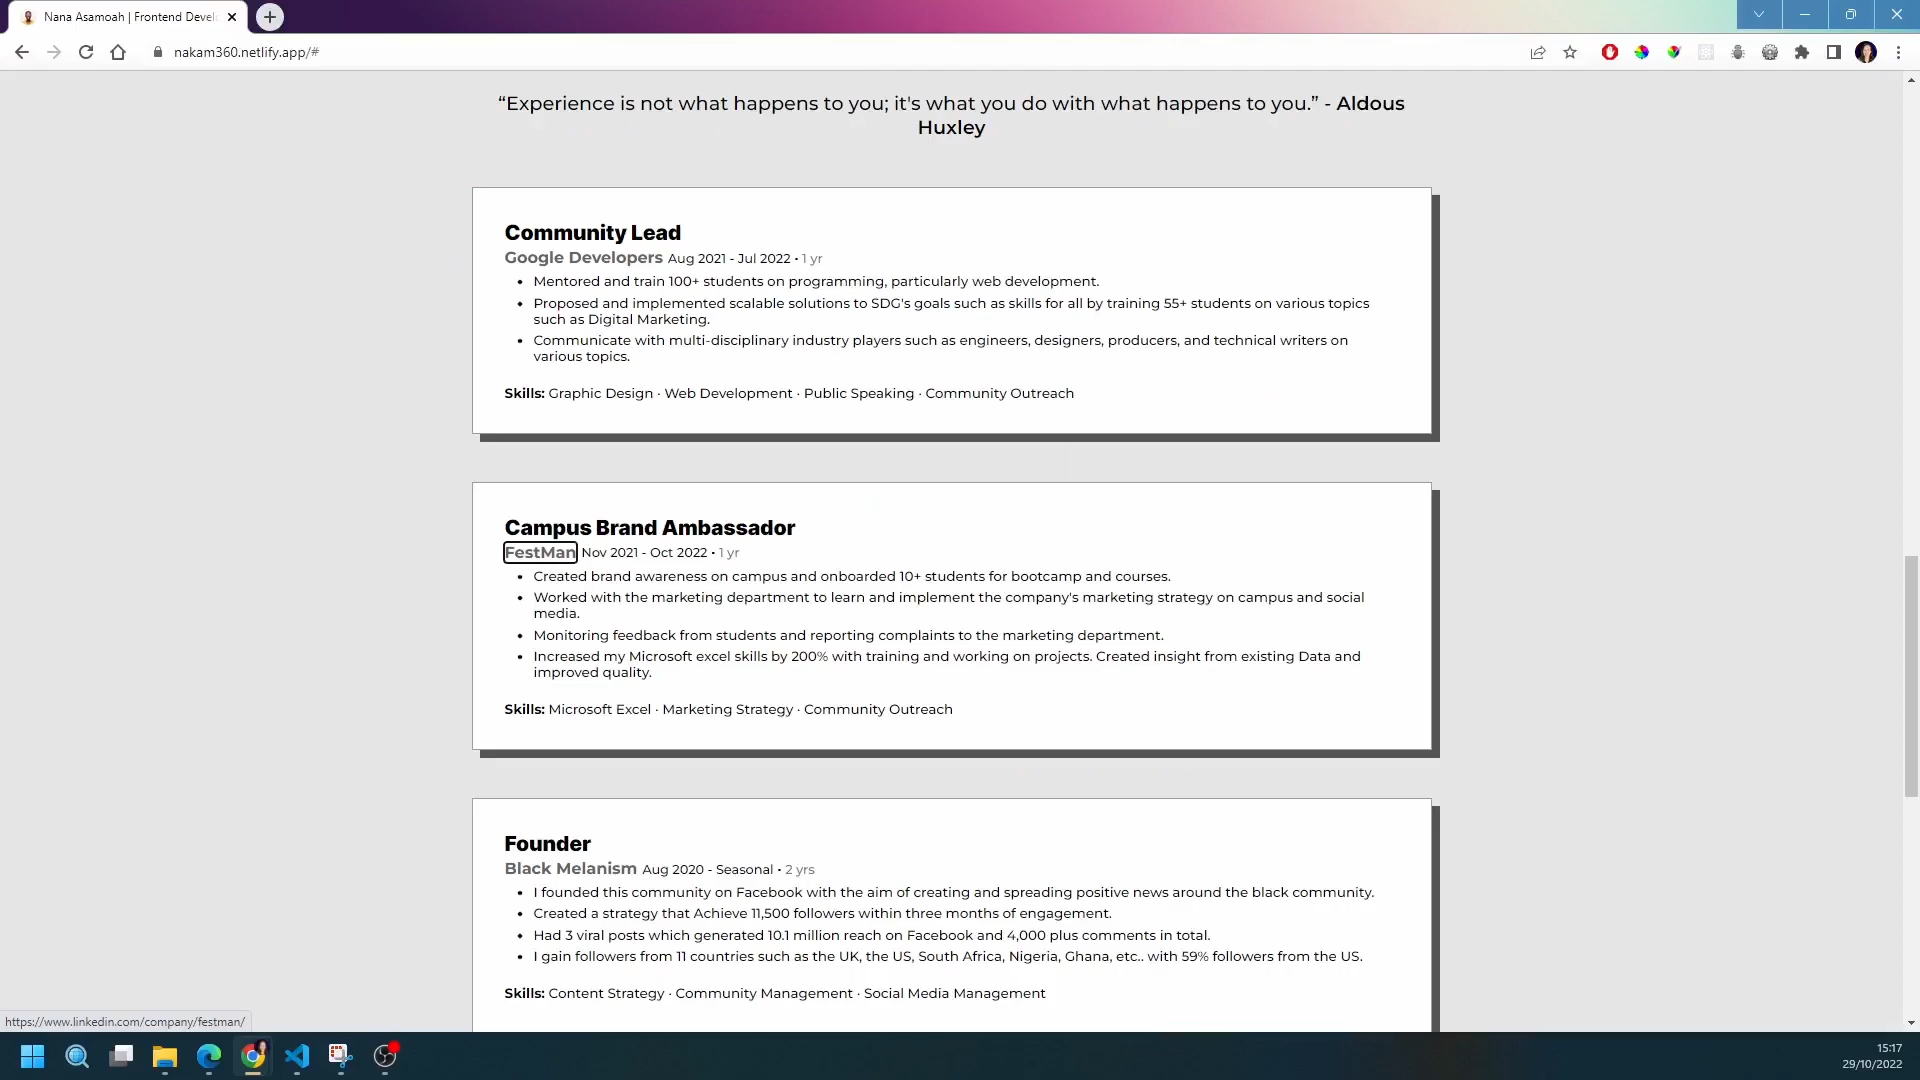 Nana Asamoah | Frontend Devel
nakam360.netlify.app/#
“Experience is not what happens to you; it's what you do with what happens to you.” - Aldous
Huxley
Community Lead
Google Developers Aug 2021 - Jul 2022 • 1 yr
• Mentored and train 100+ students on programming, particularly web development.
• Proposed and implemented scalable solutions to SDG's goals such as skills for all by training 55+ students on various topics
such as Digital Marketing.
• Communicate with multi-disciplinary industry players such as engineers, designers, producers, and technical writers on
various topics.
Skills: Graphic Design · Web Development · Public Speaking · Community Outreach
Campus Brand Ambassador
FestMan Nov 2021 - Oct 2022 • 1 yr
• Created brand awareness on campus and onboarded 10+ students for bootcamp and courses.
• Worked with the marketing department to learn and implement the company's marketing strategy on campus and social
media.
• Monitoring feedback from students and reporting complaints to the marketing department.
• Increased my Microsoft excel skills by 200% with training and working on projects. Created insight from existing Data and
improved quality.
Skills: Microsoft Excel · Marketing Strategy · Community Outreach
Founder
Black Melanism Aug 2020 - Seasonal • 2 yrs
• I founded this community on Facebook with the aim of creating and spreading positive news around the black community.
• Created a strategy that Achieve 11,500 followers within three months of engagement.
• Had 3 viral posts which generated 10.1 million reach on Facebook and 4,000 plus comments in total.
• I gain followers from 11 countries such as the UK, the US, South Africa, Nigeria, Ghana, etc.. with 59% followers from the US.
Skills: Content Strategy · Community Management · Social Media Management
https://www.linkedin.com/company/festman/
15:17
29/10/2022